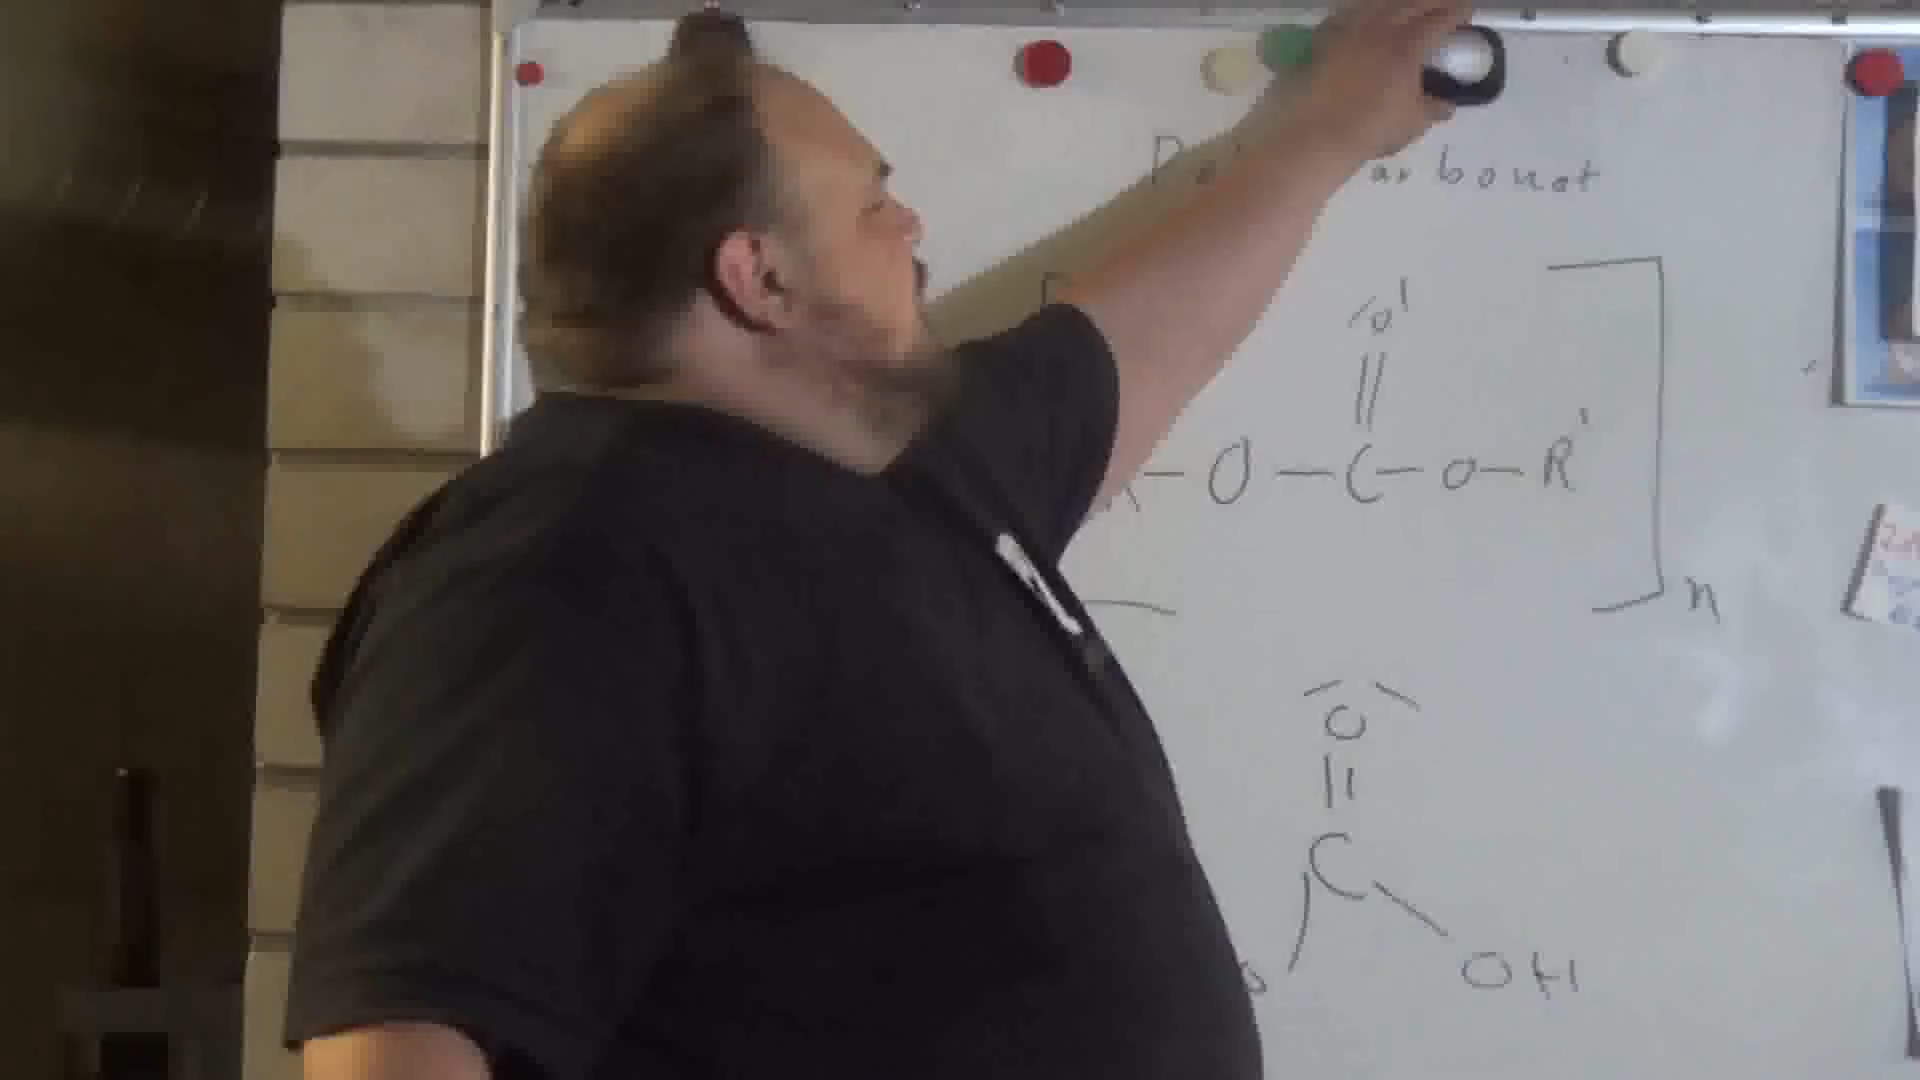 arbonat
O
O — C — O — R'
n
O
C
OH